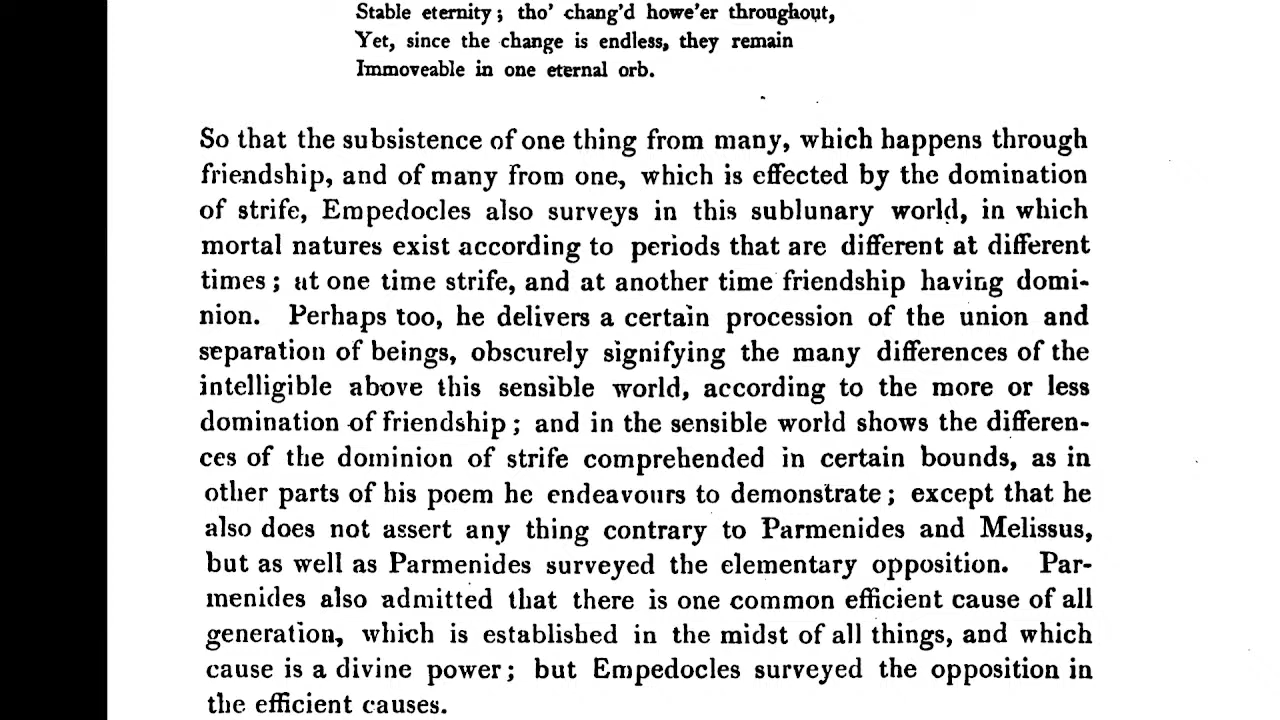 Stable eternity; tho' chang'd howe'er throughout,
Yet, since the change is endless, they remain
Immoveable in one eternal orb.
So that the subsistence of one thing from many, which happens through
friendship, and of many from one, which is effected by the domination
of strife, Empedocles also surveys in this sublunary world, in which
mortal natures exist according to periods that are different at different
times; at one time strife, and at another time friendship having domi-
nion. Perhaps too, he delivers a certain procession of the union and
separation of beings, obscurely signifying the many differences of the
intelligible above this sensible world, according to the more or less
domination of friendship; and in the sensible world shows the differen-
ces of the dominion of strife comprehended in certain bounds, as in
other parts of his poem he endeavours to demonstrate; except that he
also does not assert any thing contrary to Parmenides and Melissus,
but as well as Parmenides surveyed the elementary opposition. Par-
menides also admitted that there is one common efficient cause of all
generation, which is established in the midst of all things, and which
cause is a divine power; but Empedocles surveyed the opposition in
the efficient causes.